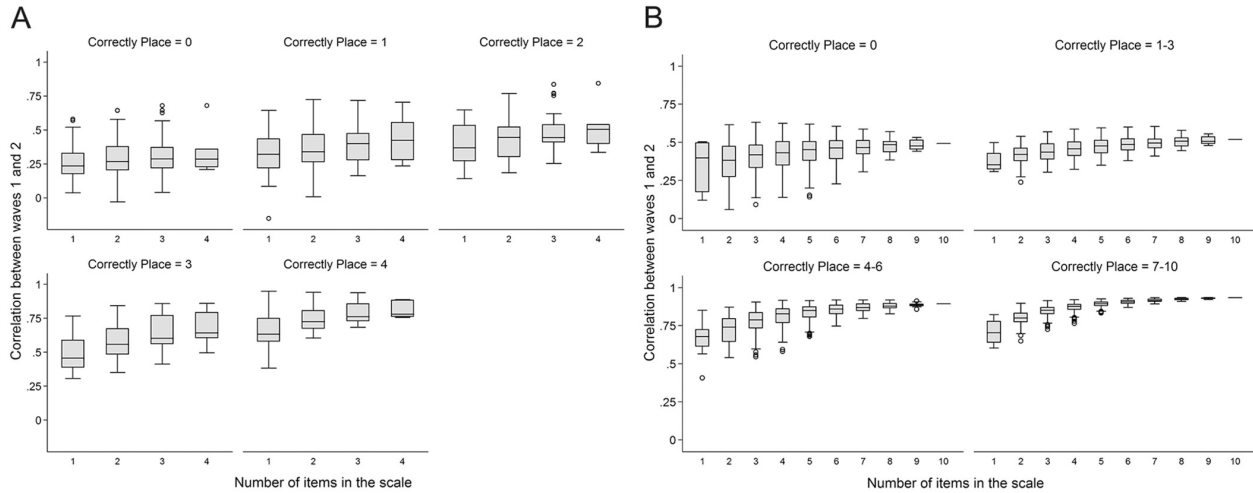 A
Correctly Place = 0
Correctly Place = 1
Correctly Place = 2
1
.75
.5
.25
0
1 2 3 4
1 2 3 4
1 2 3 4
Correctly Place = 3
Correctly Place = 4
1
.75
.5
.25
0
1 2 3 4
1 2 3 4
Correlation between waves 1 and 2
Number of items in the scale
B
Correctly Place = 0
Correctly Place = 1-3
1
.75
.5
.25
0
1 2 3 4 5 6 7 8 9 10
1 2 3 4 5 6 7 8 9 10
Correctly Place = 4-6
Correctly Place = 7-10
1
.75
.5
.25
0
1 2 3 4 5 6 7 8 9 10
1 2 3 4 5 6 7 8 9 10
Correlation between waves 1 and 2
Number of items in the scale